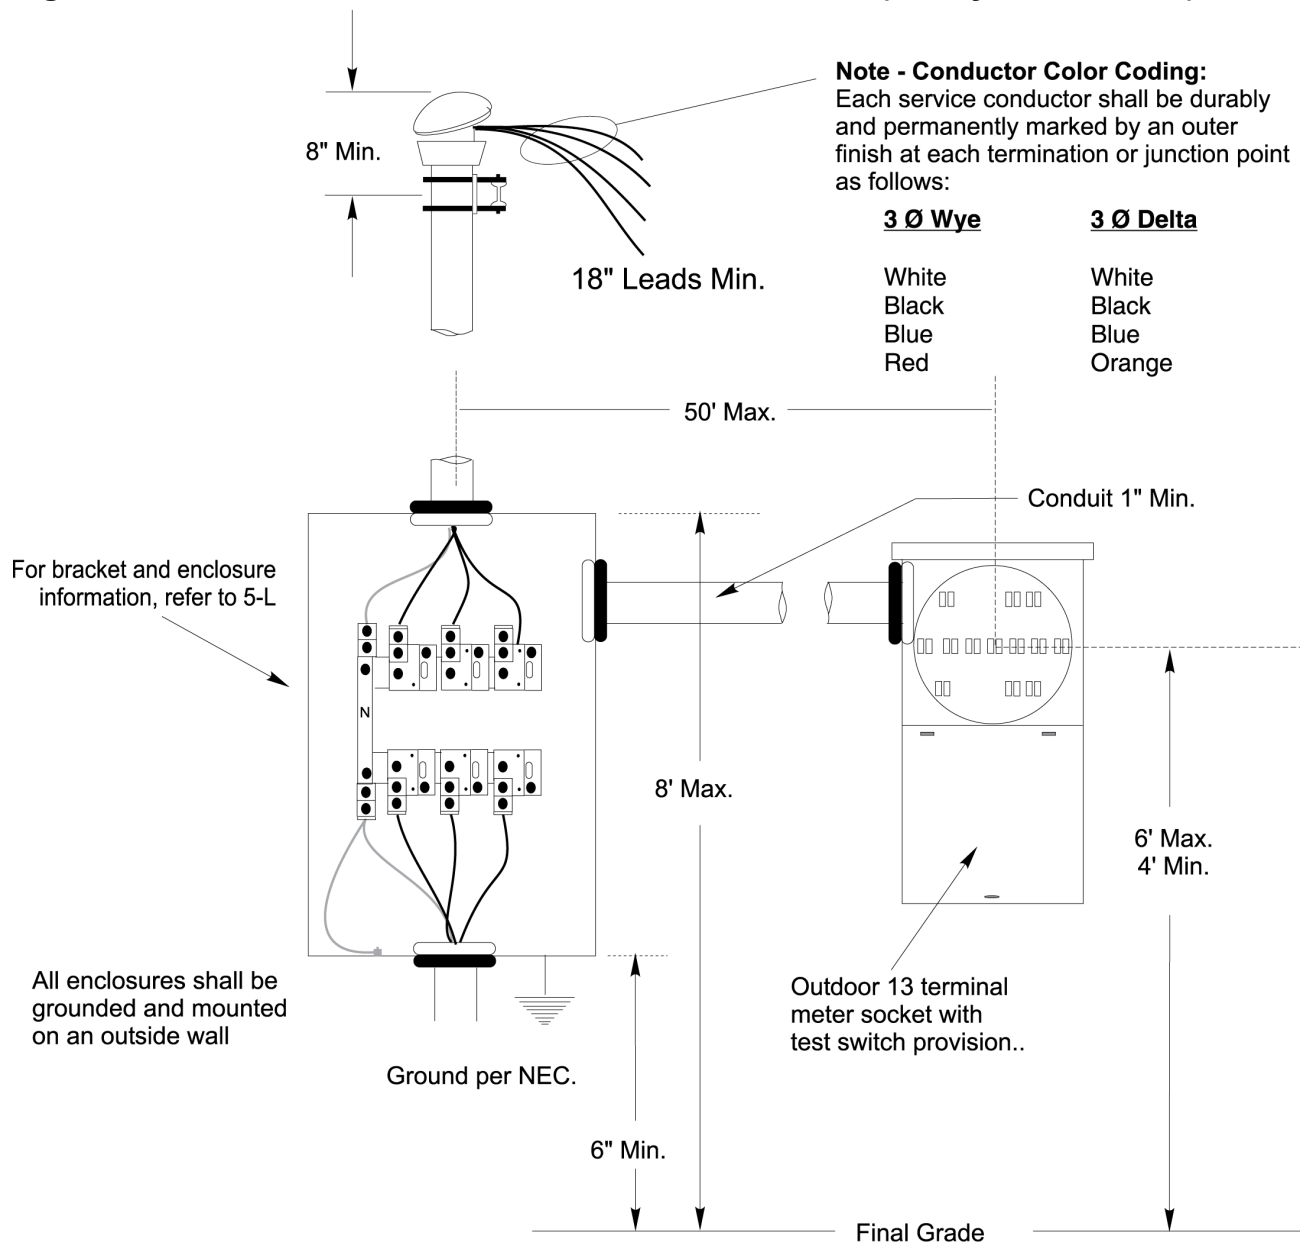 Note - Conductor Color Coding:
Each service conductor shall be durably
and permanently marked by an outer
finish at each termination or junction point
as follows:
3 Ø Wye 3 Ø Delta
White White
Black Black
Blue Blue
Red Orange
8" Min.
18" Leads Min.
50' Max.
Conduit 1" Min.
For bracket and enclosure
information, refer to 5-L
N
8' Max.
6' Max.
4' Min.
All enclosures shall be
grounded and mounted
on an outside wall
Outdoor 13 terminal
meter socket with
test switch provision..
Ground per NEC.
6" Min.
Final Grade